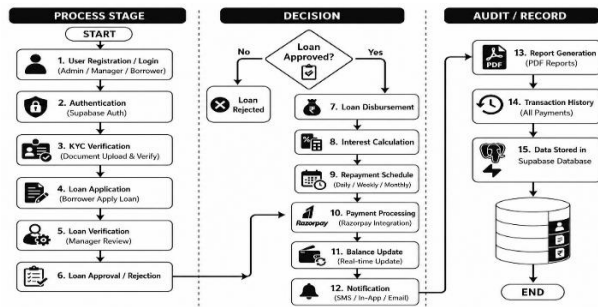 PROCESS STAGE
START
1. User Registration / Login
(Admin / Manager / Borrower)
2. Authentication
(Supabase Auth)
3. KYC Verification
(Document Upload & Verify)
4. Loan Application
(Borrower Apply Loan)
5. Loan Verification
(Manager Review)
6. Loan Approval / Rejection
DECISION
Loan
Approved?
No
Yes
Loan
Rejected
7. Loan Disbursement
8. Interest Calculation
9. Repayment Schedule
(Daily / Weekly / Monthly)
Razorpay
10. Payment Processing
(Razorpay Integration)
11. Balance Update
(Real-time Update)
12. Notification
(SMS / In-App / Email)
AUDIT / RECORD
PDF
13. Report Generation
(PDF Reports)
14. Transaction History
(All Payments)
15. Data Stored in
Supabase Database
END